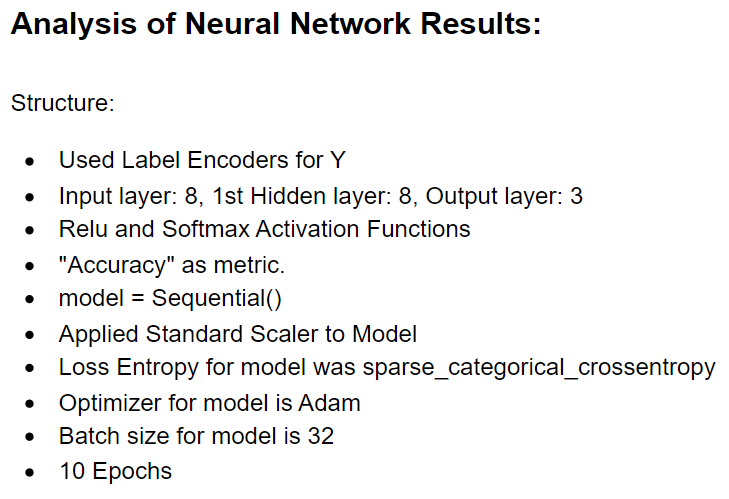 Analysis of Neural Network Results:
Structure:
• Used Label Encoders for Y
• Input layer: 8, 1st Hidden layer: 8, Output layer: 3
• Relu and Softmax Activation Functions
• "Accuracy" as metric.
• model = Sequential()
• Applied Standard Scaler to Model
• Loss Entropy for model was sparse_categorical_crossentropy
• Optimizer for model is Adam
• Batch size for model is 32
• 10 Epochs